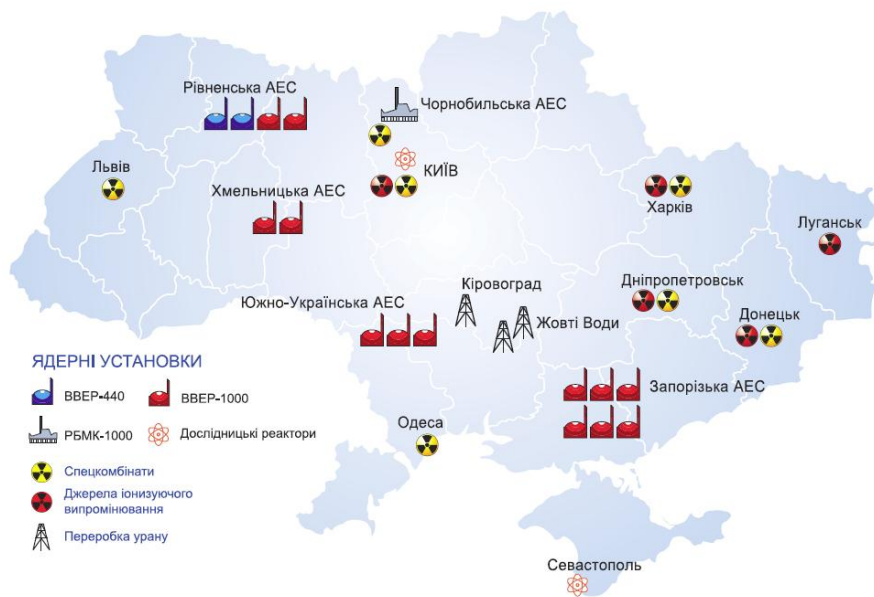 Рівненська АЕС
Чорнобильська АЕС
Львів
КИЇВ
Хмельницька АЕС
Харків
Луганськ
Кіровоград
Дніпропетровськ
Южно-Українська АЕС
Жовті Води
Донецьк
ЯДЕРНІ УСТАНОВКИ
ВВЕР-440
ВВЕР-1000
Запорізька АЕС
РБМК-1000
Дослідницькі реактори
Одеса
Спецкомбінати
Джерела іонизуючого
випромінювання
Переробка урану
Севастополь